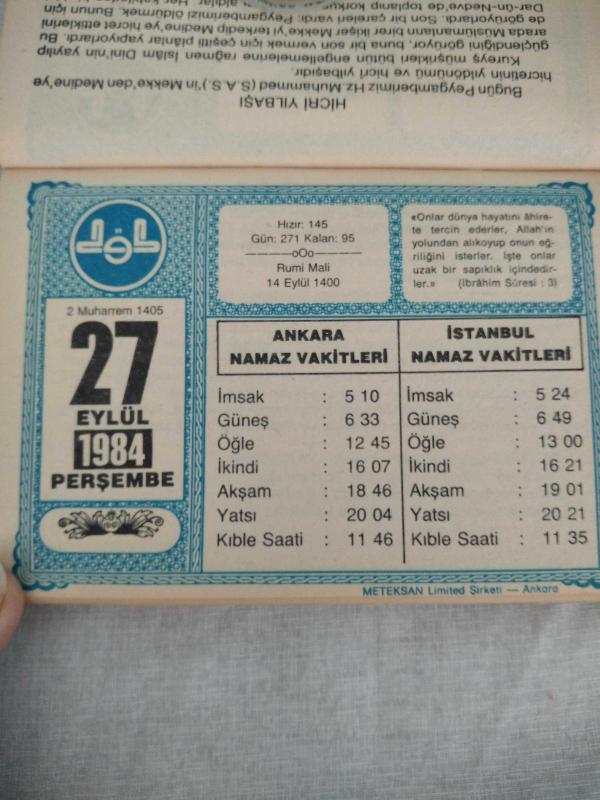 HİCRÎ YILBAŞI
Bugün Peygamberimiz Hz Muhammed (S.A.S.)'in Mekke'den Medine'ye
hicretinin yıldönümü ve hicrî yılbaşıdır.
Kureyş müşrikleri bütün engellemelerine rağmen İslâm Dini'nin yayılıp
güçlendiğini görüyor, buna bir son vermek için çeşitli plânlar yapıyorlardı. Bu
arada Müslümanların birer ikişer Mekke'yi terkedip Medine'ye hicret ettiklerini
de görüyorlardı. Son bir çareleri vardı: Peygamberimizi öldürmek. Bunun için
Dar'ün-Nedve'de toplanıp
2 Muharrem 1405
27
EYLÜL
1984
PERŞEMBE
Hızır: 145
Gün: 271 Kalan: 95
—————oOo—————
Rumi Mali
14 Eylül 1400
«Onlar dünya hayatını âhire-
te tercih ederler, Allah'ın
yolundan alıkoyup onun eğ-
riliğini isterler. İşte onlar
uzak bir sapıklık içindedir-
ler.» (İbrâhim Sûresi : 3)
ANKARA
NAMAZ VAKİTLERİ
İmsak : 5 10
Güneş : 6 33
Öğle : 12 45
İkindi : 16 07
Akşam : 18 46
Yatsı : 20 04
Kıble Saati : 11 46
İSTANBUL
NAMAZ VAKİTLERİ
İmsak : 5 24
Güneş : 6 49
Öğle : 13 00
İkindi : 16 21
Akşam : 19 01
Yatsı : 20 21
Kıble Saati : 11 35
METEKSAN Limited Şirketi — Ankara